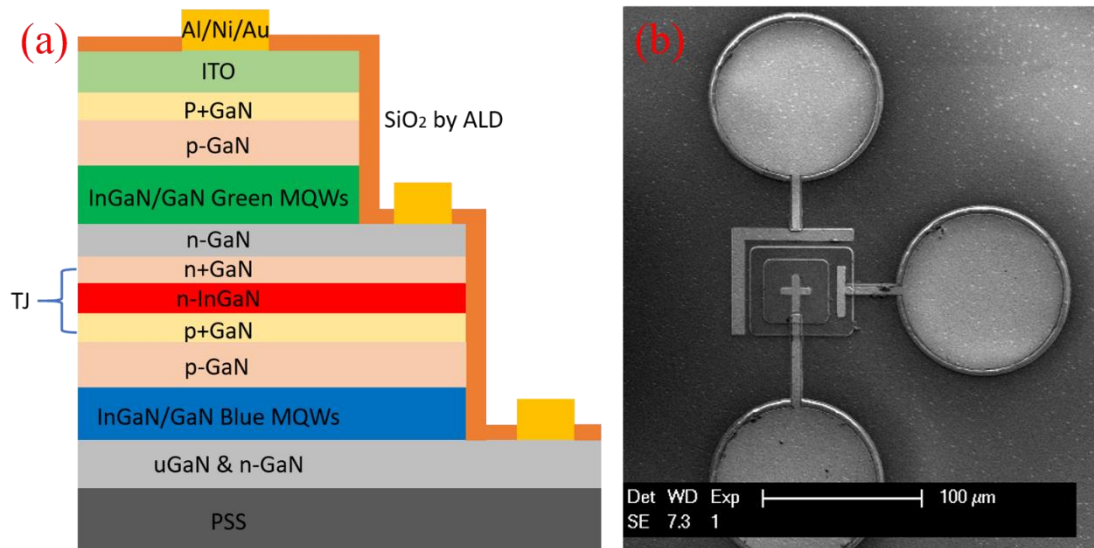 (a)
Al/Ni/Au
ITO
P+GaN
p-GaN
SiO₂ by ALD
InGaN/GaN Green MQWs
n-GaN
n+GaN
TJ
n-InGaN
p+GaN
p-GaN
InGaN/GaN Blue MQWs
uGaN & n-GaN
PSS
(b)
Det WD Exp
SE 7.3 1
100 µm